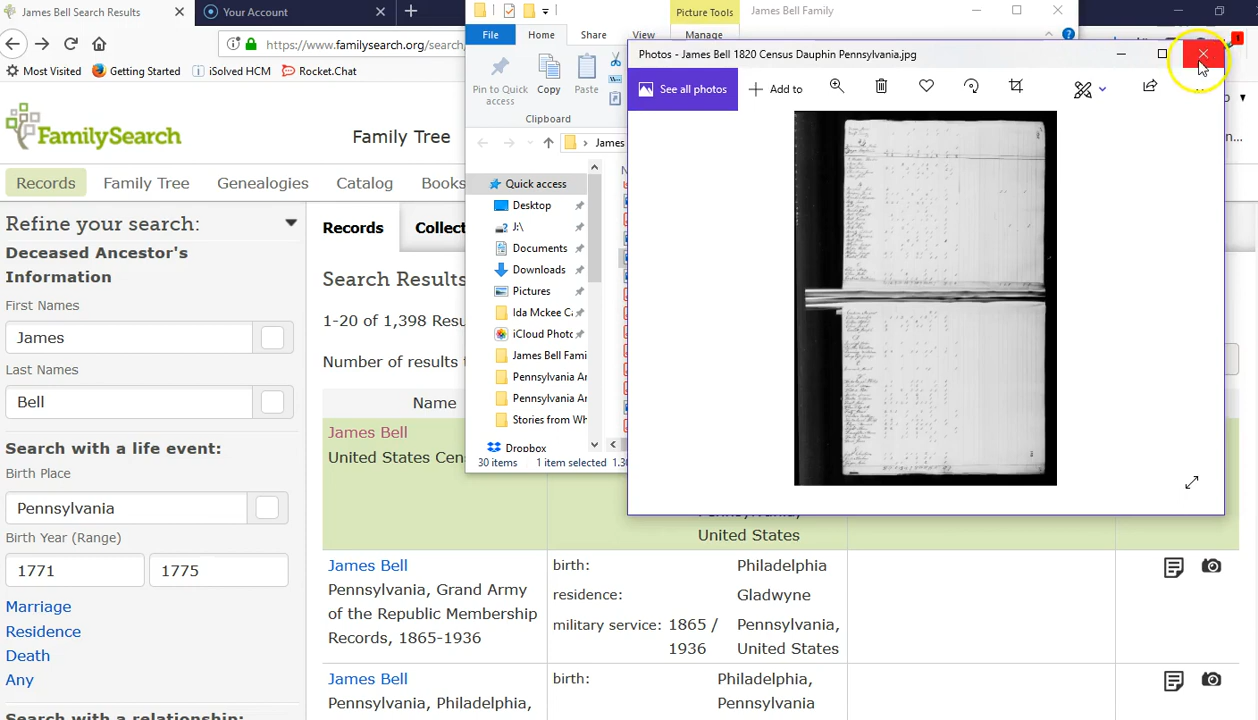 James Bell Search Results
Your Account
https://www.familysearch.org/search
Most Visited
Getting Started
iSolved HCM
Rocket.Chat
FamilySearch
Family Tree
Records
Family Tree
Genealogies
Catalog
Books
Refine your search:
Deceased Ancestor's
Information
First Names
James
Last Names
Bell
Search with a life event:
Birth Place
Pennsylvania
Birth Year (Range)
1771
1775
Marriage
Residence
Death
Any
Search with a relationship:
Records
Collect
Search Results
1-20 of 1,398 Resu
Number of results
Name
James Bell
United States Cen
United States
James Bell
Pennsylvania, Grand Army
of the Republic Membership
Records, 1865-1936
birth:
Philadelphia
residence:
Gladwyne
military service:
1865 /
1936
Pennsylvania,
United States
James Bell
Pennsylvania, Philadelphia,
birth:
Philadelphia,
Pennsylvania
Picture Tools
James Bell Family
File
Home
Share
View
Manage
Pin to Quick
access
Copy
Paste
Clipboard
James
Quick access
Desktop
J:\
Documents
Downloads
Pictures
Ida Mckee Ca
iCloud Photo
James Bell Fami
Pennsylvania Ar
Pennsylvania Ar
Stories from Wh
Dropbox
30 items
1 item selected
1.30
Photos - James Bell 1820 Census Dauphin Pennsylvania.jpg
See all photos
Add to